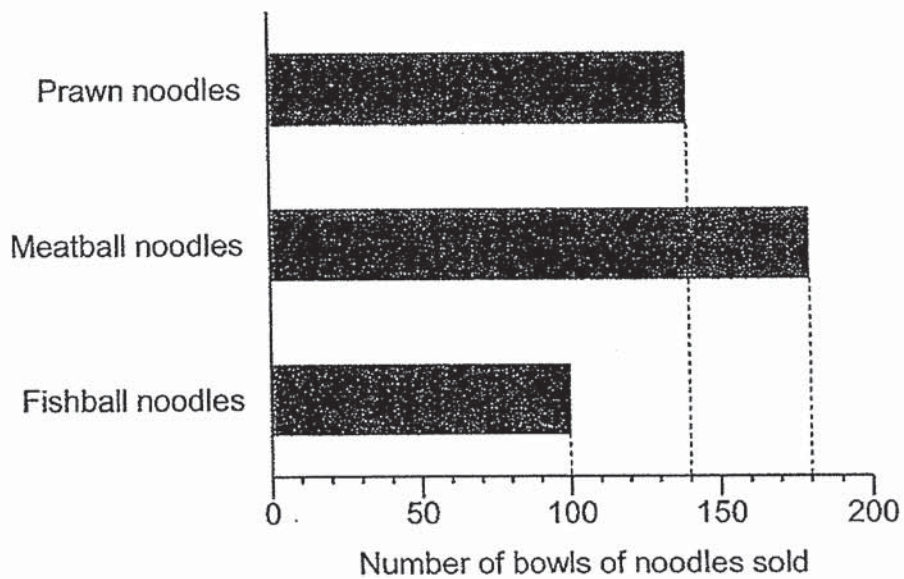 Prawn noodles
Meatball noodles
Fishball noodles
0 50 100 150 200
Number of bowls of noodles sold